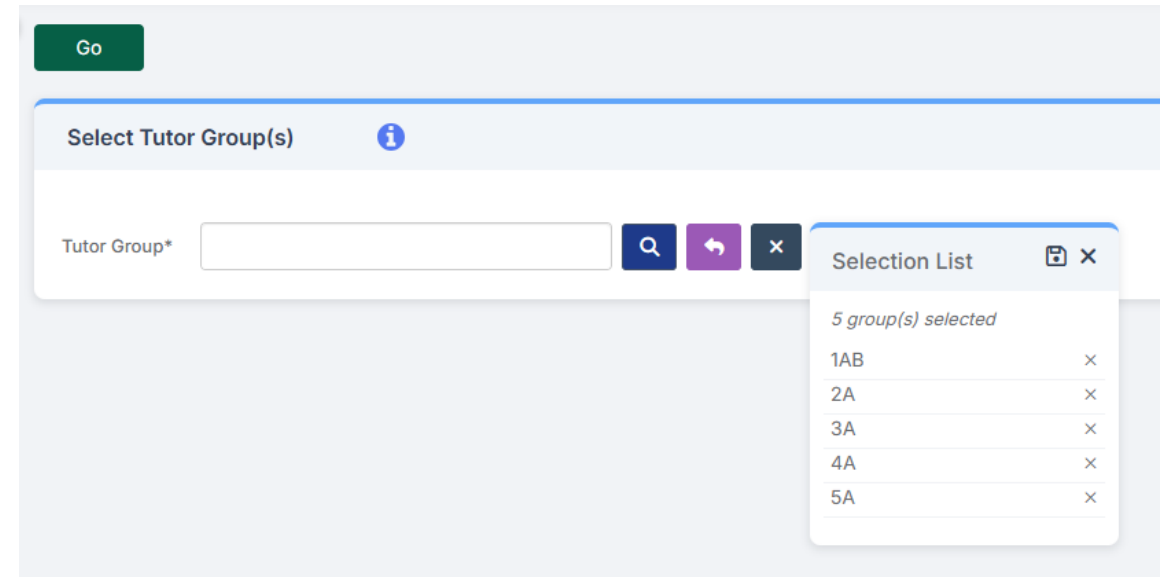 Go
Select Tutor Group(s)
Tutor Group*
Selection List
5 group(s) selected
1AB
2A
3A
4A
5A